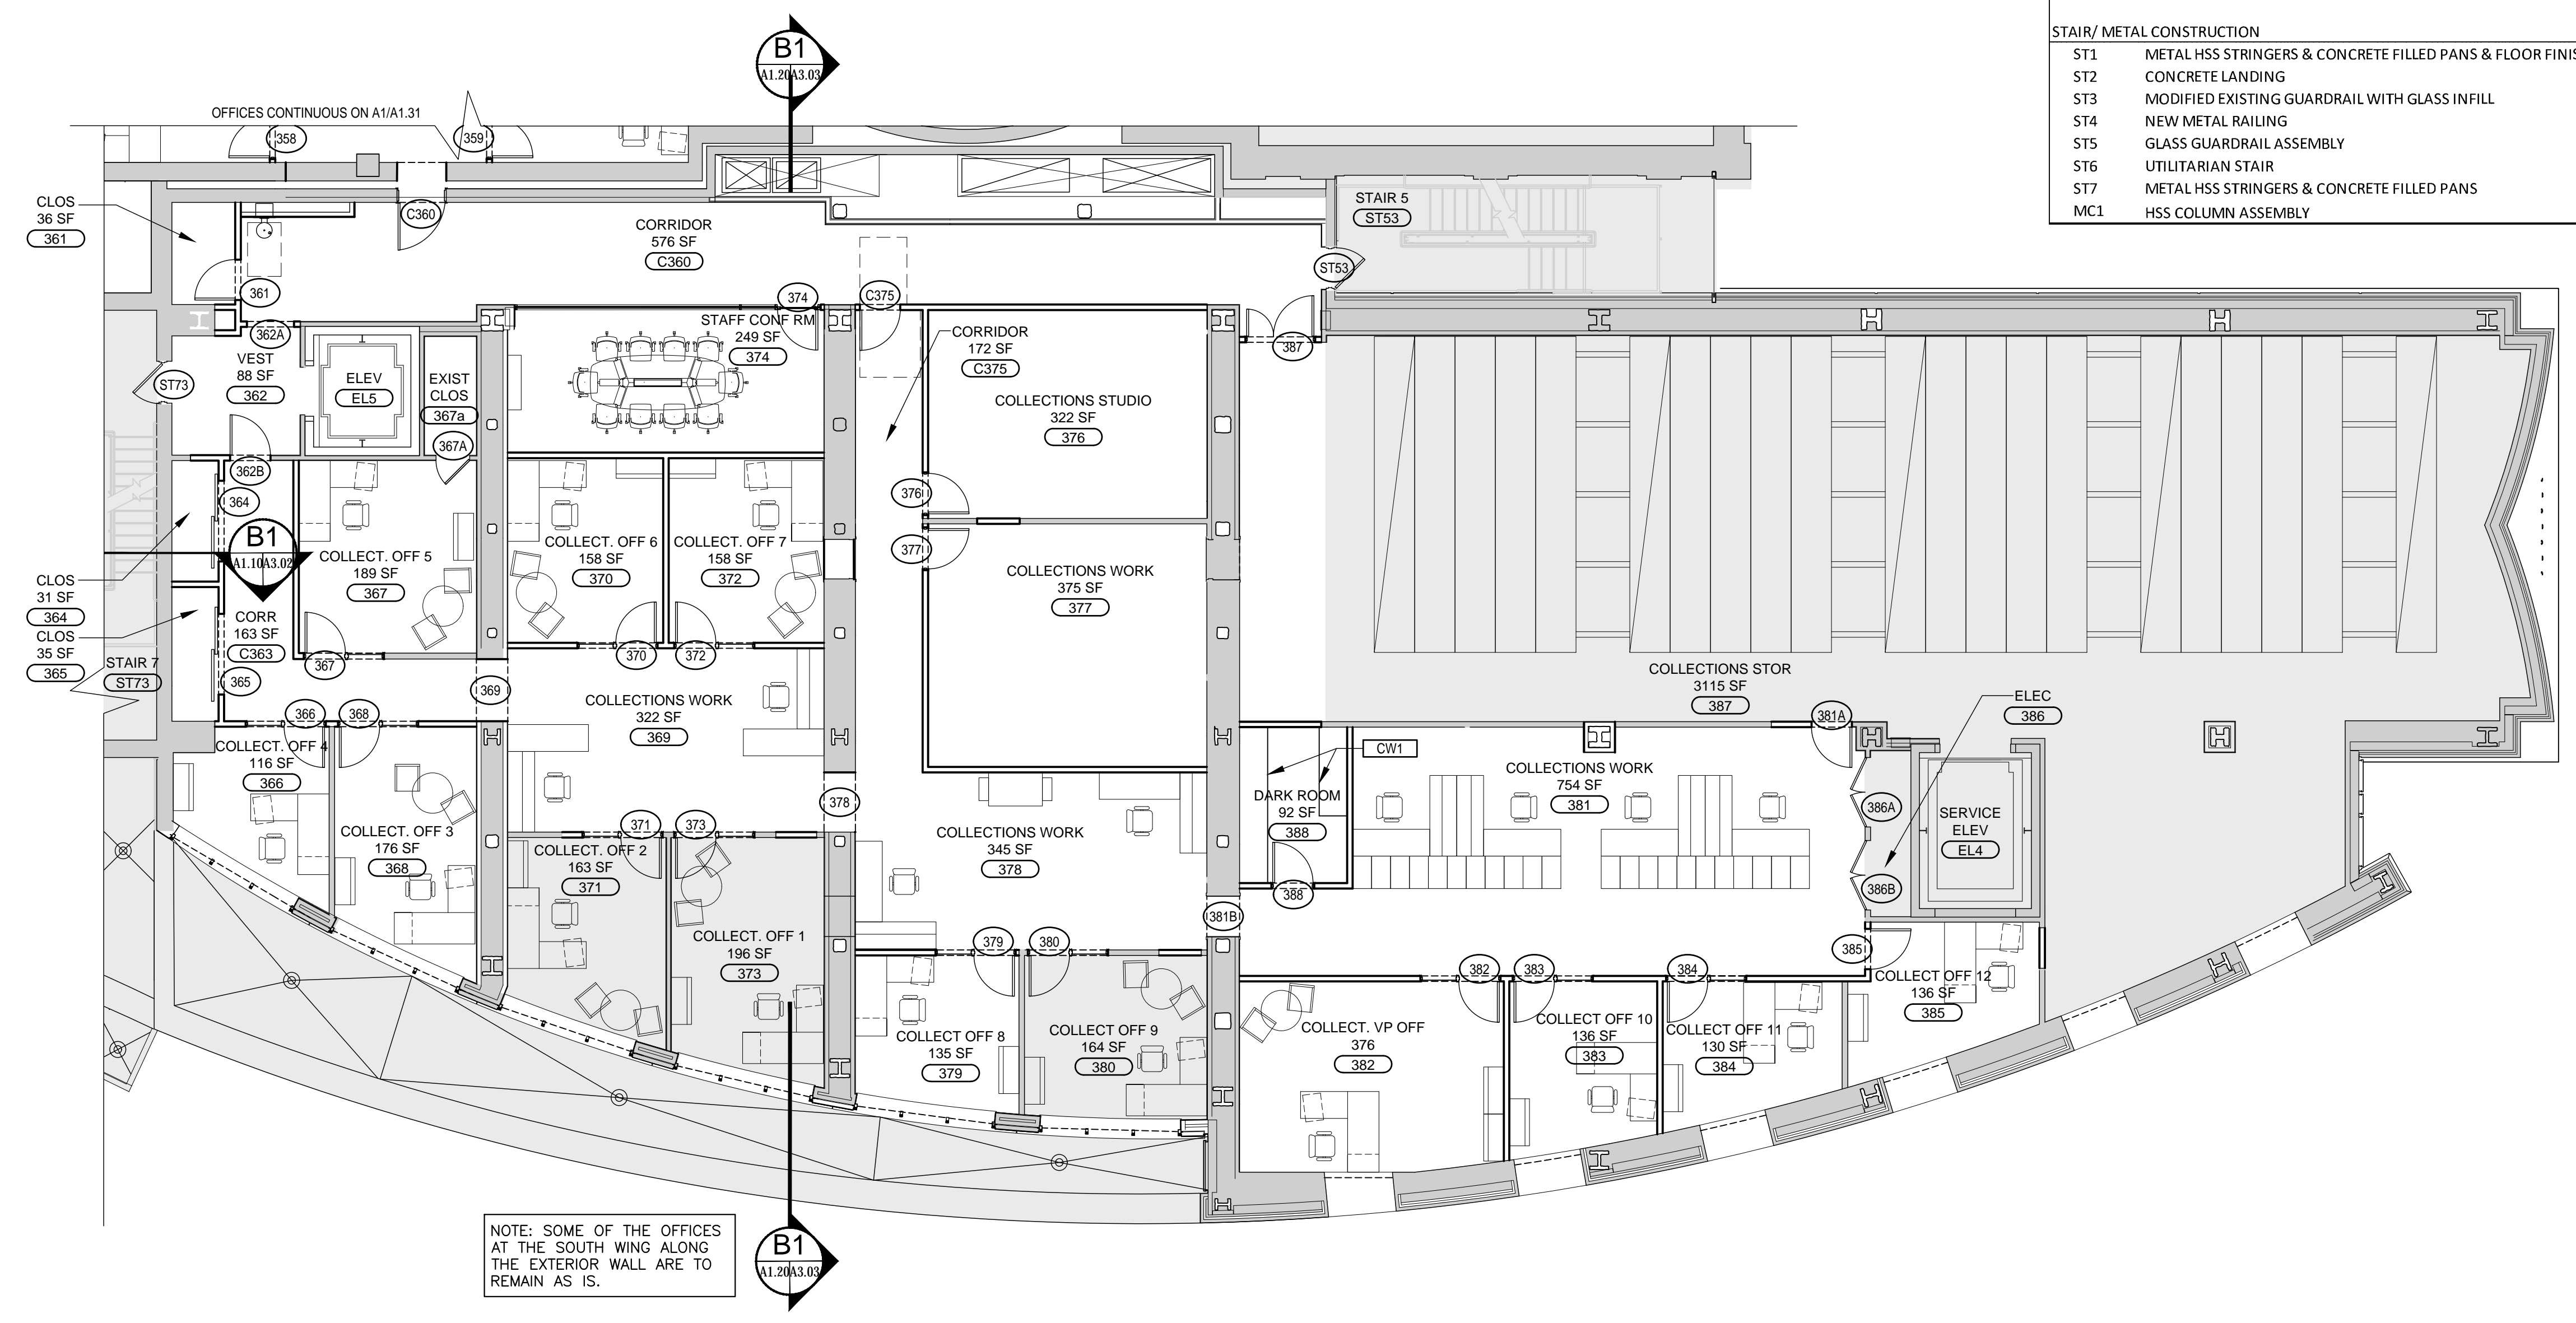 STAIR/ METAL CONSTRUCTION
ST1 METAL HSS STRINGERS & CONCRETE FILLED PANS & FLOOR FINIS
ST2 CONCRETE LANDING
ST3 MODIFIED EXISTING GUARDRAIL WITH GLASS INFILL
ST4 NEW METAL RAILING
ST5 GLASS GUARDRAIL ASSEMBLY
ST6 UTILITARIAN STAIR
ST7 METAL HSS STRINGERS & CONCRETE FILLED PANS
MC1 HSS COLUMN ASSEMBLY
B1
A1.20 A3.03
OFFICES CONTINUOUS ON A1/A1.31
358
359
CLOS
36 SF
361
C360
CORRIDOR
576 SF
C360
STAIR 5
ST53
ST53
361
374
C375
362A
VEST
88 SF
362
ST73
ELEV
EL5
EXIST
CLOS
367a
367A
STAFF CONF RM
249 SF
374
CORRIDOR
172 SF
C375
387
COLLECTIONS STUDIO
322 SF
376
362B
364
376
377
B1
A1.10 A3.02
COLLECT. OFF 5
189 SF
367
COLLECT. OFF 6
158 SF
370
COLLECT. OFF 7
158 SF
372
COLLECTIONS WORK
375 SF
377
CLOS
31 SF
364
CLOS
35 SF
365
STAIR 7
ST73
CORR
163 SF
C363
365
367
370
372
369
COLLECTIONS WORK
322 SF
369
COLLECTIONS STOR
3115 SF
387
ELEC
386
366
368
381A
COLLECT. OFF 4
116 SF
366
COLLECT. OFF 3
176 SF
368
CW1
COLLECTIONS WORK
754 SF
381
DARK ROOM
92 SF
388
378
386A
SERVICE
ELEV
EL4
371
373
COLLECT. OFF 2
163 SF
371
COLLECTIONS WORK
345 SF
378
388
386B
381B
COLLECT. OFF 1
196 SF
373
379
380
385
382
383
384
COLLECT OFF 12
136 SF
385
COLLECT OFF 8
135 SF
379
COLLECT OFF 9
164 SF
380
COLLECT. VP OFF
376
382
COLLECT OFF 10
136 SF
383
COLLECT OFF 11
130 SF
384
NOTE: SOME OF THE OFFICES
AT THE SOUTH WING ALONG
THE EXTERIOR WALL ARE TO
REMAIN AS IS.
B1
A1.20 A3.03